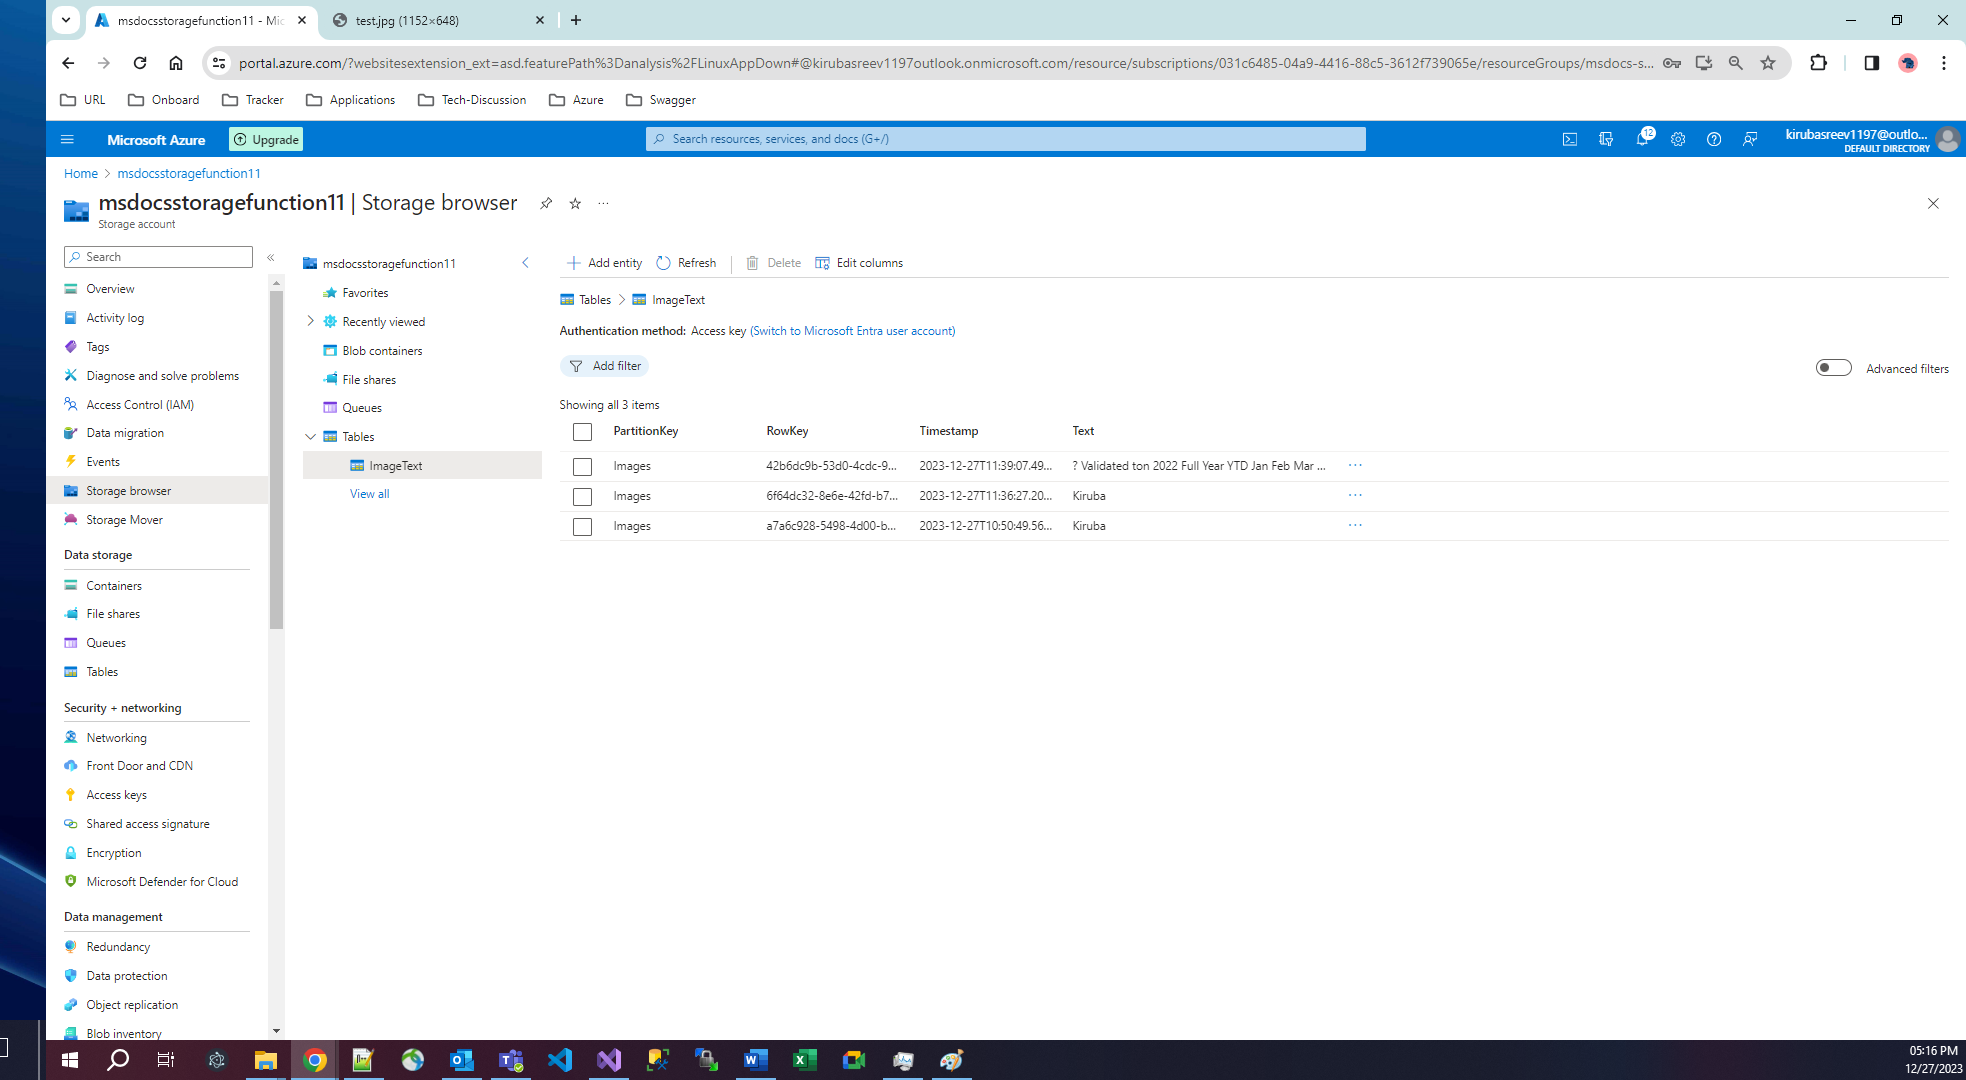 msdocsstoragefunction11 - Mic
test.jpg (1152×648)
portal.azure.com/?websitesextension_ext=asd.featurePath%3Danalysis%2FLinuxAppDown#@kirubasreev1197outlook.onmicrosoft.com/resource/subscriptions/031c6485-04a9-4416-88c5-3612f739065e/resourceGroups/msdocs-s...
URL Onboard Tracker Applications Tech-Discussion Azure Swagger
Microsoft Azure Upgrade Search resources, services, and docs (G+/) 12 kirubasreev1197@outlo...
DEFAULT DIRECTORY
Home > msdocsstoragefunction11
msdocsstoragefunction11 | Storage browser ...
Storage account
Search
Overview
Activity log
Tags
Diagnose and solve problems
Access Control (IAM)
Data migration
Events
Storage browser
Storage Mover
Data storage
Containers
File shares
Queues
Tables
Security + networking
Networking
Front Door and CDN
Access keys
Shared access signature
Encryption
Microsoft Defender for Cloud
Data management
Redundancy
Data protection
Object replication
Blob inventory
msdocsstoragefunction11
Favorites
Recently viewed
Blob containers
File shares
Queues
Tables
ImageText
View all
Add entity Refresh Delete Edit columns
Tables > ImageText
Authentication method: Access key (Switch to Microsoft Entra user account)
Add filter
Advanced filters
Showing all 3 items
PartitionKey RowKey Timestamp Text
Images 42b6dc9b-53d0-4cdc-9... 2023-12-27T11:39:07.49... ? Validated ton 2022 Full Year YTD Jan Feb Mar ... ...
Images 6f64dc32-8e6e-42fd-b7... 2023-12-27T11:36:27.20... Kiruba ...
Images a7a6c928-5498-4d00-b... 2023-12-27T10:50:49.56... Kiruba ...
05:16 PM
12/27/2023